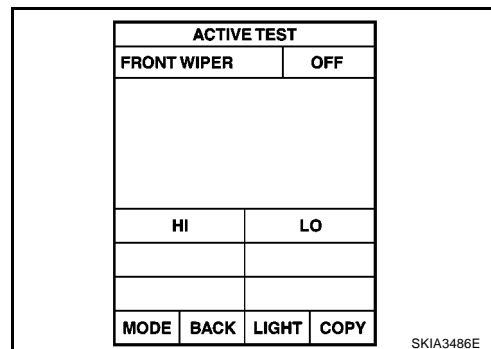 ACTIVE TEST
FRONT WIPER OFF
HI LO
MODE BACK LIGHT COPY
SKIA3486E